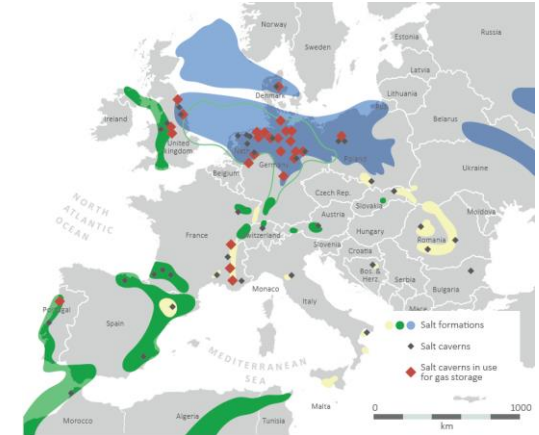 Norway
Russia
Estonia
Sweden
Latvia
Denmark
Lithuania
Ireland
United
Kingdom
Belarus
Germany
Poland
Belgium
Ukraine
Czech Rep.
Slovakia
NORTH
ATLANTIC
OCEAN
Austria
Moldova
France
Switzerland
Hungary
Slovenia
Romania
Croatia
Bos. &
Herz.
Serbia
Monaco
Italy
Bulgaria
Portugal
Spain
Mace
Salt formations
Salt caverns
MEDITERRANEAN
SEA
Salt caverns in use
for gas storage
Malta
0 1000
km
Morocco
Algeria
Tunisia